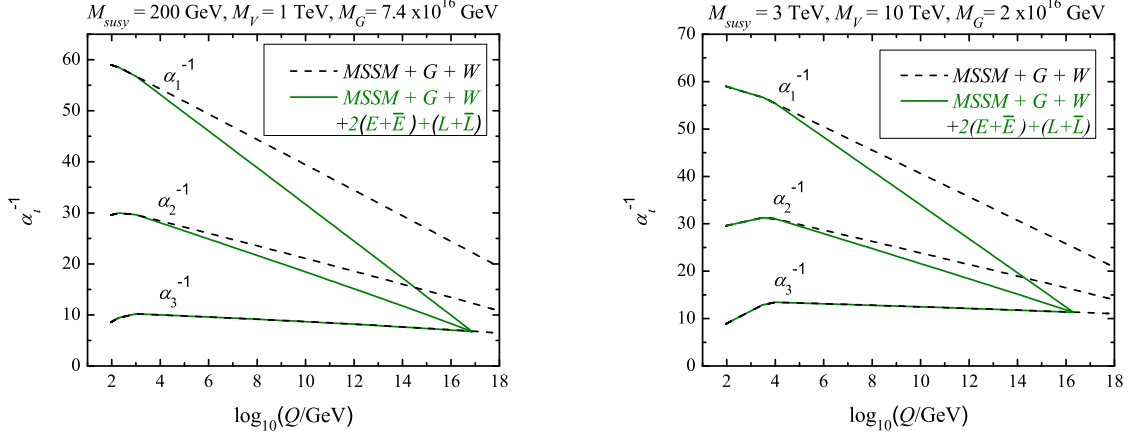 M_susy = 200 GeV, M_V = 1 TeV, M_G = 7.4 x10^16 GeV
60
50
40
30
20
10
0
α_i^-1
MSSM + G + W
MSSM + G + W
+2(E+E̅)+(L+L̅)
α_1^-1
α_2^-1
α_3^-1
2 4 6 8 10 12 14 16 18
log_10(Q/GeV)
M_susy = 3 TeV, M_V = 10 TeV, M_G = 2 x10^16 GeV
70
60
50
40
30
20
10
0
α_i^-1
MSSM + G + W
MSSM + G + W
+2(E+E̅)+(L+L̅)
α_1^-1
α_2^-1
α_3^-1
2 4 6 8 10 12 14 16 18
log_10(Q/GeV)